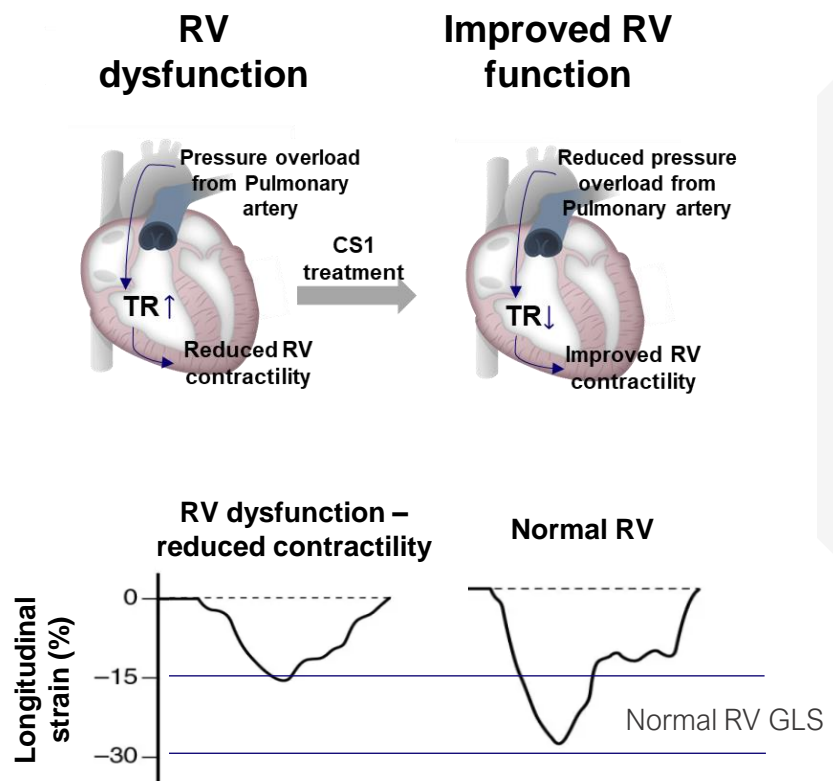 RV
dysfunction
Improved RV
function
Pressure overload
from Pulmonary
artery
TR↑
Reduced RV
contractility
CS1
treatment
Reduced pressure
overload from
Pulmonary artery
TR↓
Improved RV
contractility
RV dysfunction –
reduced contractility
Normal RV
Longitudinal
strain (%)
0
−15
−30
Normal RV GLS